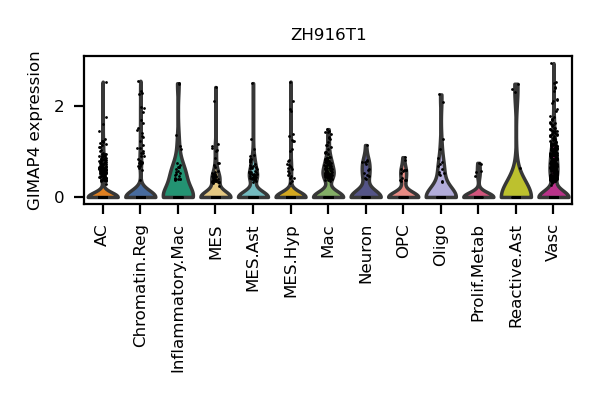 ZH916T1
GIMAP4 expression
2
0
AC
Chromatin.Reg
Inflammatory.Mac
MES
MES.Ast
MES.Hyp
Mac
Neuron
OPC
Oligo
Prolif.Metab
Reactive.Ast
Vasc